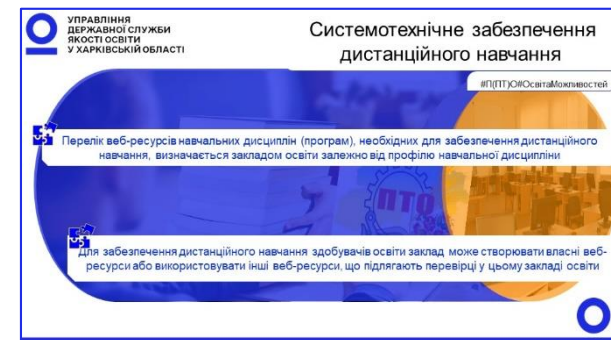 УПРАВЛІННЯ
ДЕРЖАВНОЇ СЛУЖБИ
ЯКОСТІ ОСВІТИ
У ХАРКІВСЬКІЙ ОБЛАСТІ
Системотехнічне забезпечення
дистанційного навчання
#П(ПТ)О#ОсвітаМожливостей
Перелік веб-ресурсів навчальних дисциплін (програм), необхідних для забезпечення дистанційного
навчання, визначається закладом освіти залежно від профілю навчальної дисципліни
ПТО
Для забезпечення дистанційного навчання здобувачів освіти заклад може створювати власні веб-
ресурси або використовувати інші веб-ресурси, що підлягають перевірці у цьому закладі освіти